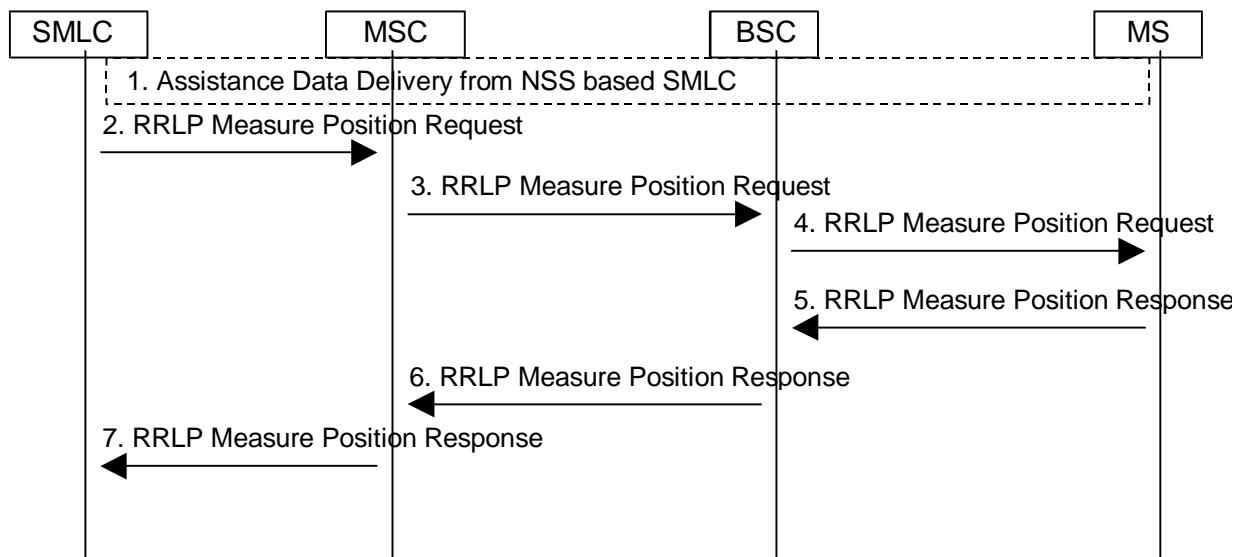 SMLC MSC BSC MS
1. Assistance Data Delivery from NSS based SMLC
2. RRLP Measure Position Request
3. RRLP Measure Position Request
4. RRLP Measure Position Request
5. RRLP Measure Position Response
6. RRLP Measure Position Response
7. RRLP Measure Position Response